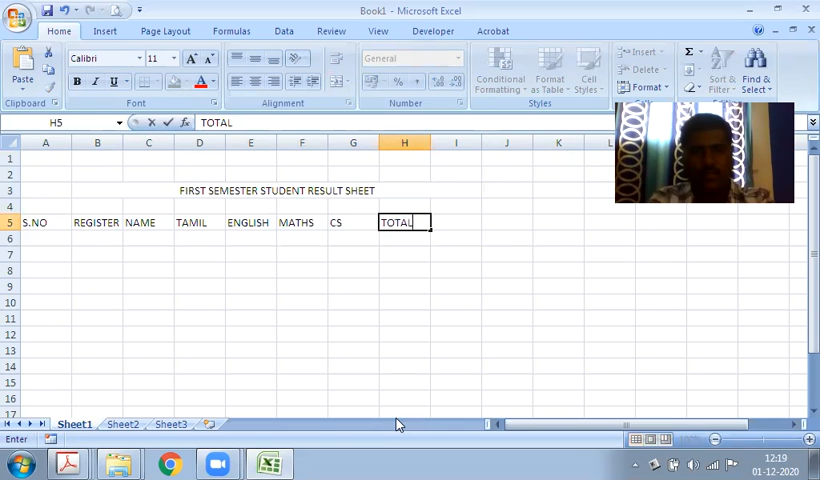 Book1 - Microsoft Excel
Home Insert Page Layout Formulas Data Review View Developer Acrobat
Calibri 11 A A General Σ Insert
Paste B I U A % , Conditional Formatting Format as Table Cell Styles Delete Sort & Filter Find & Select
Format
Clipboard Font Alignment Number Styles
H5 fx TOTAL
A B C D E F G H I J K L
1
2
3 FIRST SEMESTER STUDENT RESULT SHEET
4
5 S.NO REGISTER NAME TAMIL ENGLISH MATHS CS TOTAL
6
7
8
9
10
11
12
13
14
15
16
17
Sheet1 Sheet2 Sheet3
Enter 100%
12:19
01-12-2020